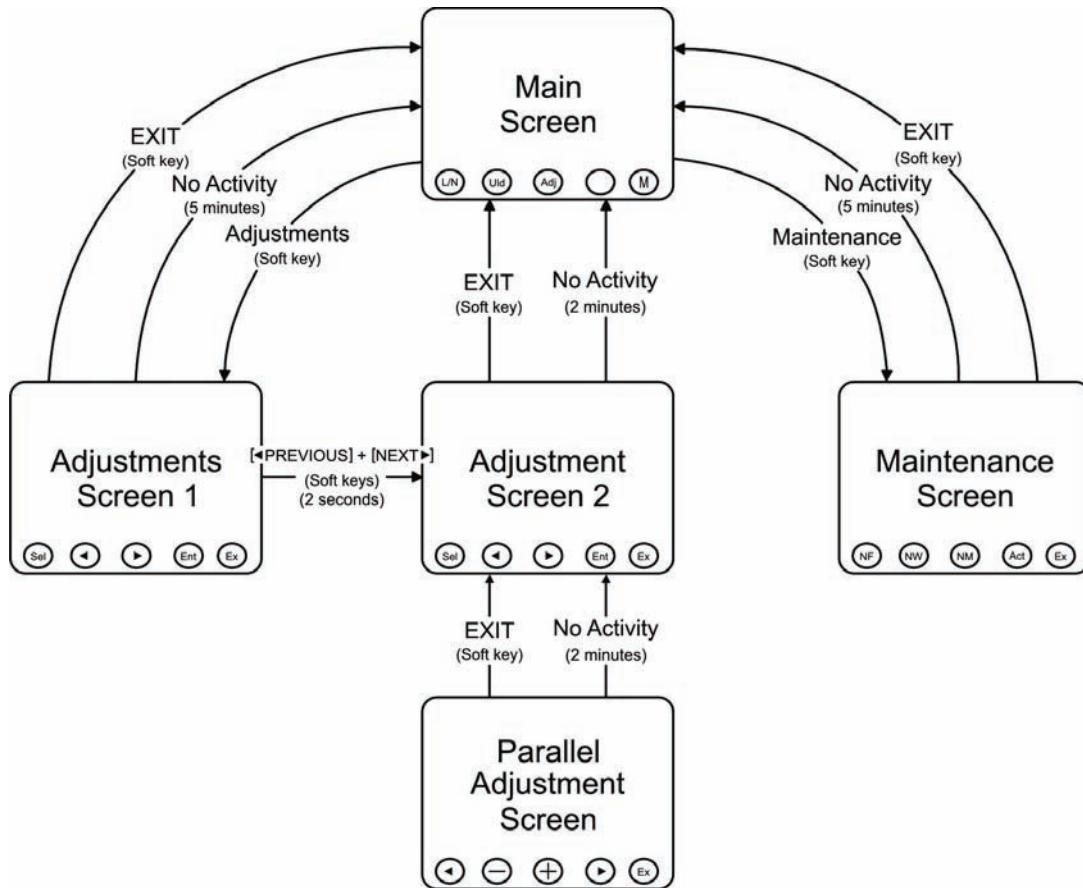 Main
Screen
L/N Uld Adj M
EXIT
(Soft key)
No Activity
(5 minutes)
Adjustments
(Soft key)
EXIT
(Soft key)
No Activity
(2 minutes)
EXIT
(Soft key)
No Activity
(5 minutes)
Maintenance
(Soft key)
Adjustments
Screen 1
Sel ◄ ► Ent Ex
[◄PREVIOUS] + [NEXT►]
(Soft keys)
(2 seconds)
Adjustment
Screen 2
Sel ◄ ► Ent Ex
Maintenance
Screen
NF NW NM Act Ex
EXIT
(Soft key)
No Activity
(2 minutes)
Parallel
Adjustment
Screen
◄ − + ► Ex